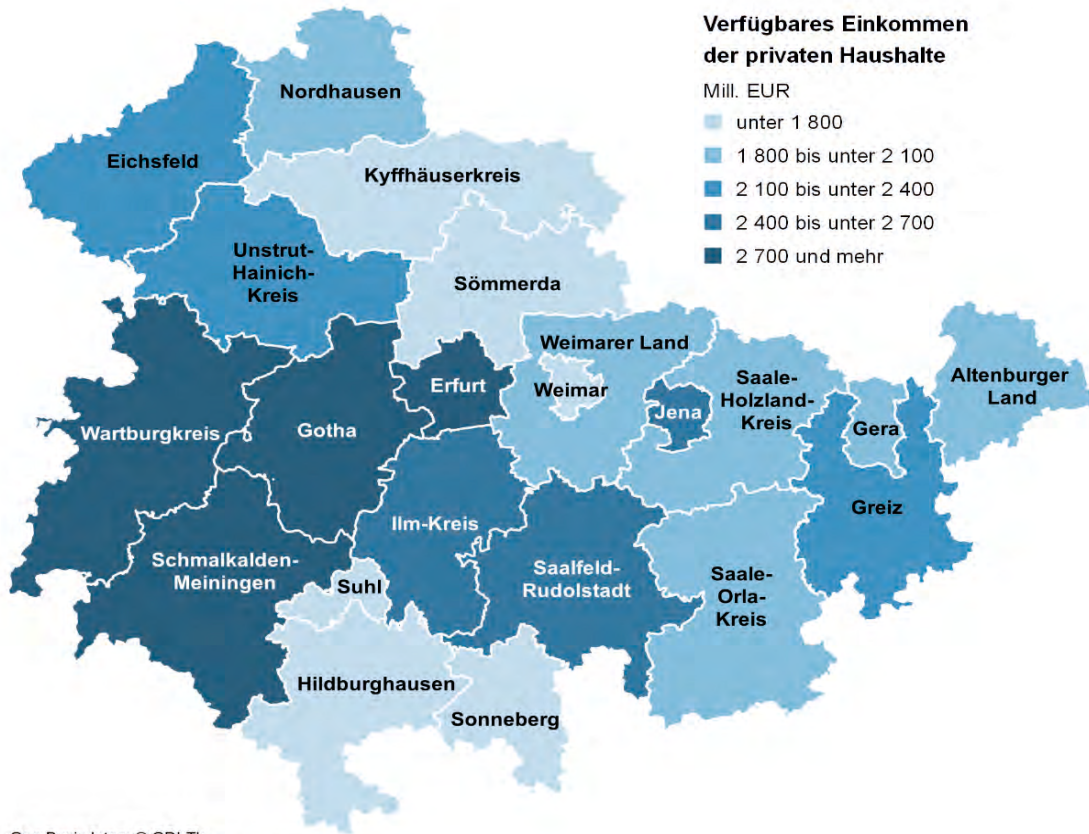 Verfügbares Einkommen
der privaten Haushalte
Mill. EUR
unter 1 800
1 800 bis unter 2 100
2 100 bis unter 2 400
2 400 bis unter 2 700
2 700 und mehr
Nordhausen
Eichsfeld
Kyffhäuserkreis
Unstrut-
Hainich-
Kreis
Sömmerda
Weimarer Land
Erfurt
Weimar
Jena
Saale-
Holzland-
Kreis
Gera
Altenburger
Land
Wartburgkreis
Gotha
Greiz
Ilm-Kreis
Schmalkalden-
Meiningen
Suhl
Saalfeld-
Rudolstadt
Saale-
Orla-
Kreis
Hildburghausen
Sonneberg